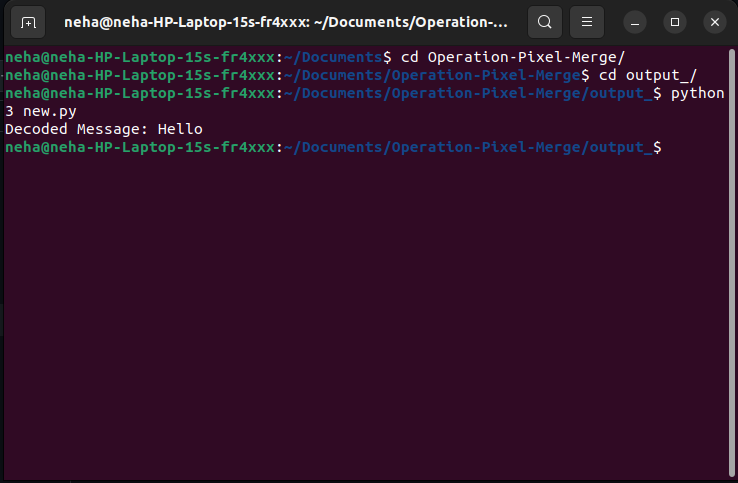 neha@neha-HP-Laptop-15s-fr4xxx: ~/Documents/Operation-...
neha@neha-HP-Laptop-15s-fr4xxx:~/Documents$ cd Operation-Pixel-Merge/
neha@neha-HP-Laptop-15s-fr4xxx:~/Documents/Operation-Pixel-Merge$ cd output_/
neha@neha-HP-Laptop-15s-fr4xxx:~/Documents/Operation-Pixel-Merge/output_$ python
3 new.py
Decoded Message: Hello
neha@neha-HP-Laptop-15s-fr4xxx:~/Documents/Operation-Pixel-Merge/output_$